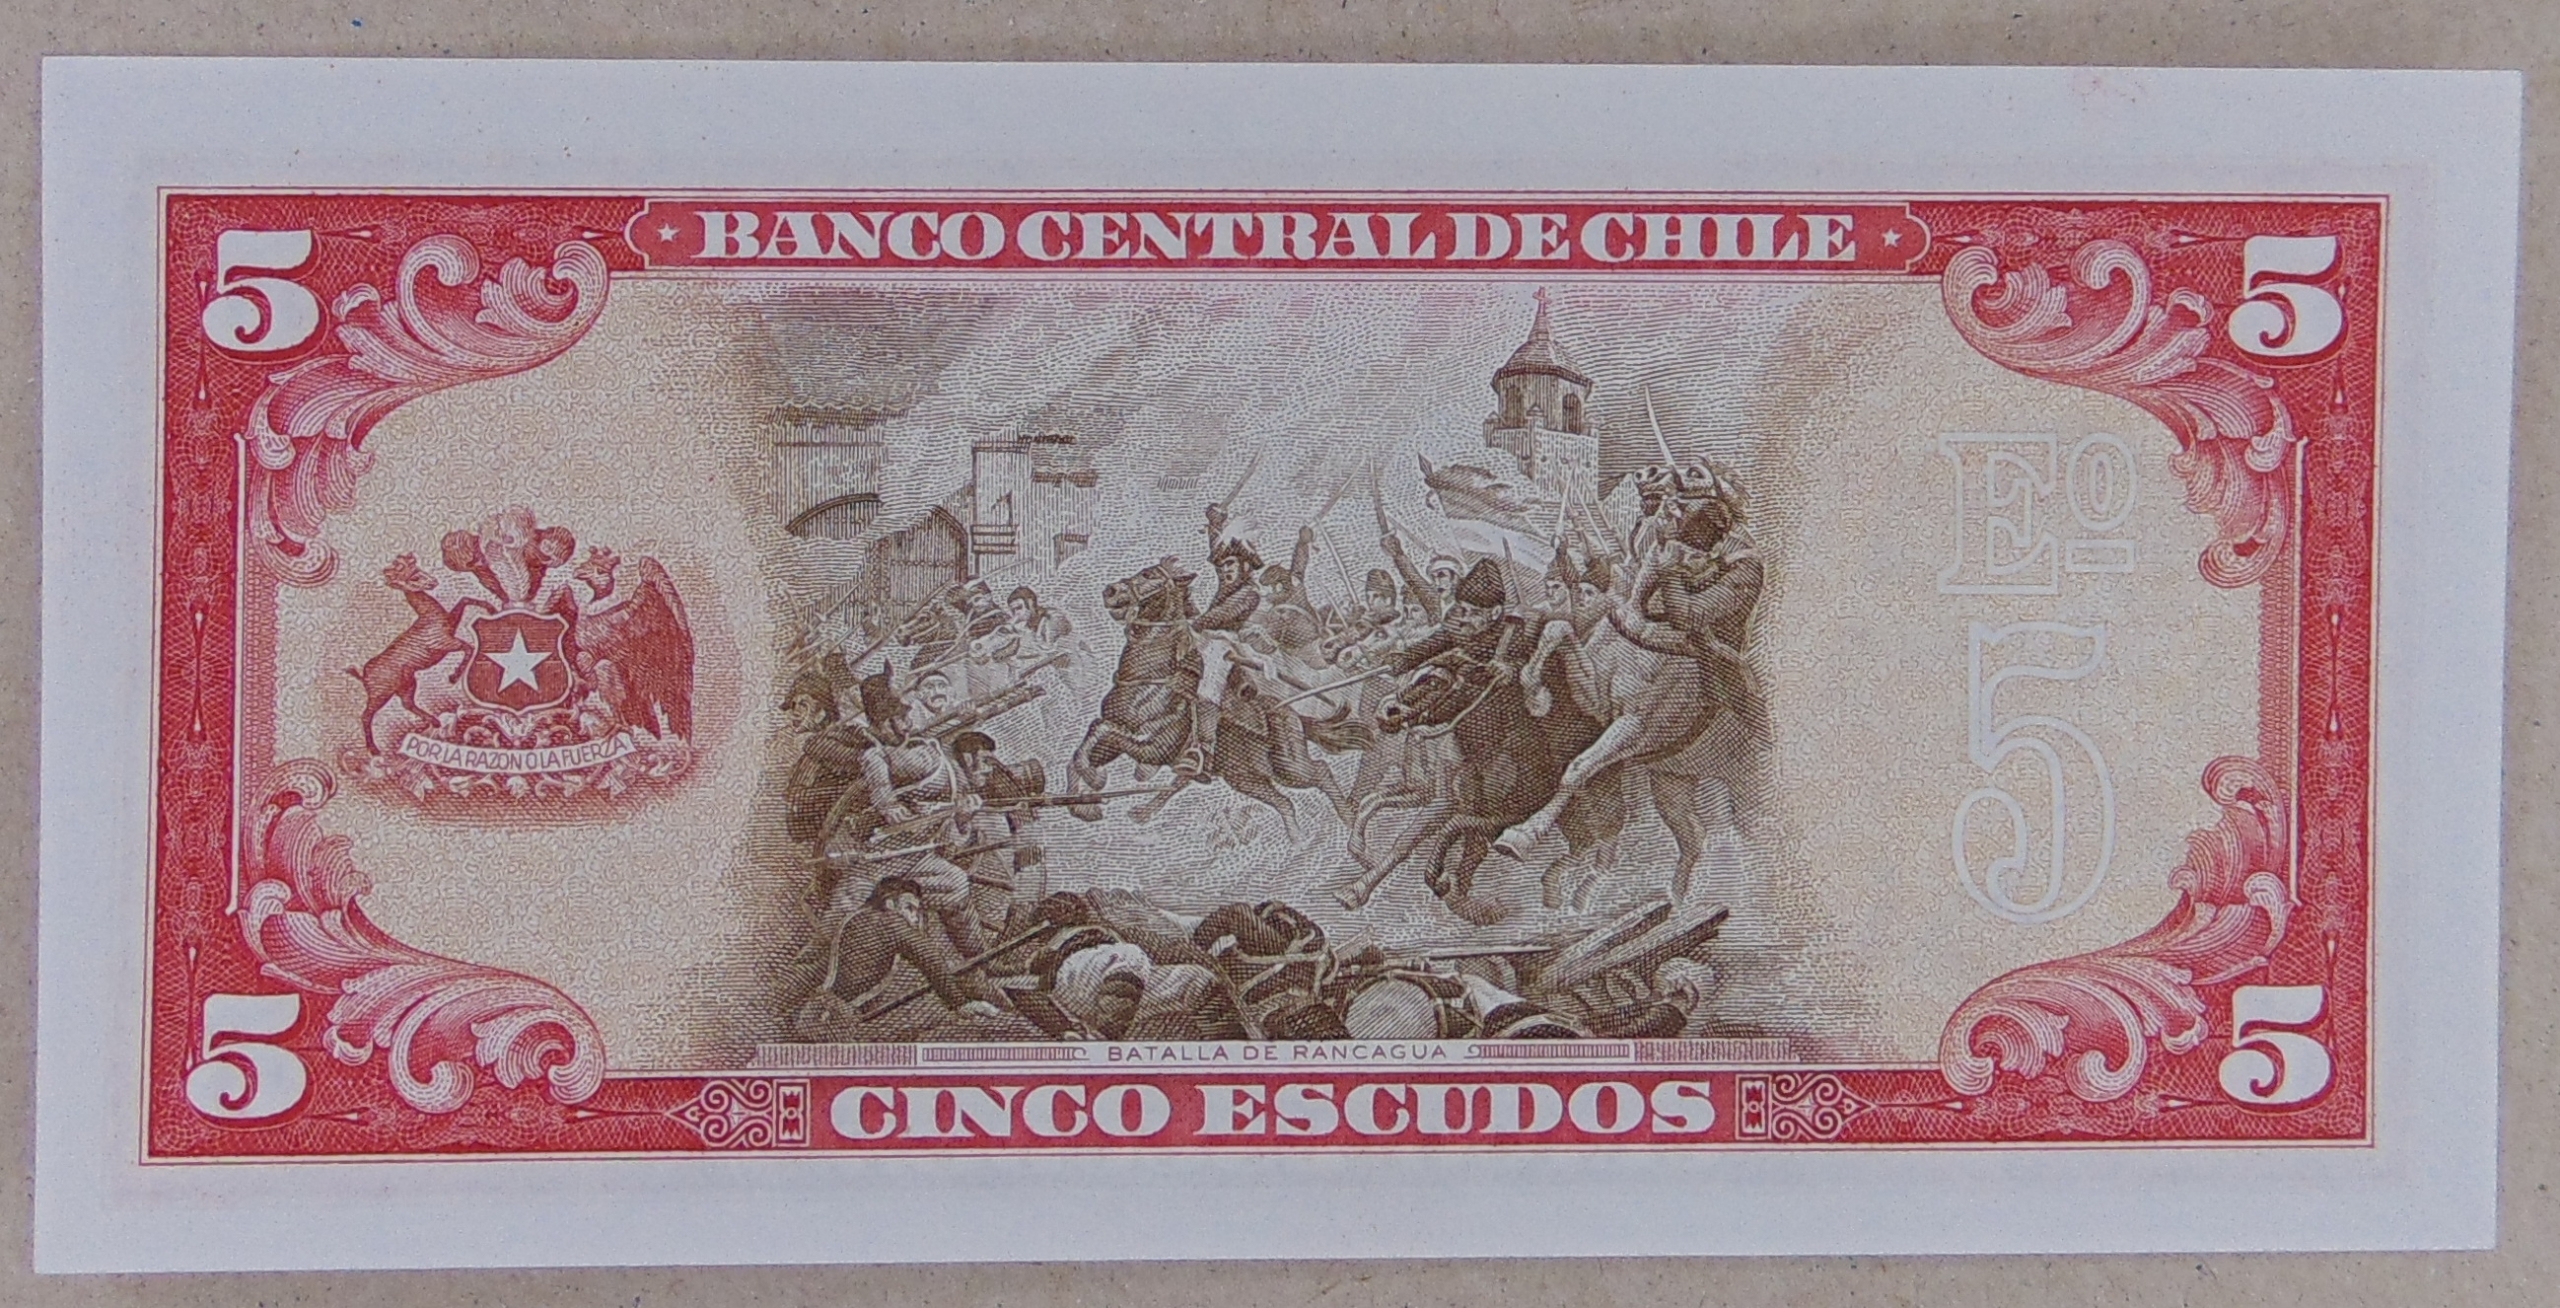 BANCO CENTRAL DE CHILE
5
5
Eº
5
POR LA RAZON O LA FUERZA
BATALLA DE RANCAGUA
5
CINCO ESCUDOS
5